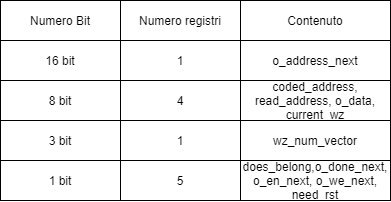 Numero Bit Numero registri Contenuto
16 bit 1 o_address_next
8 bit 4 coded_address,
read_address, o_data,
current_wz
3 bit 1 wz_num_vector
1 bit 5 does_belong,o_done_next,
o_en_next, o_we_next,
need_rst